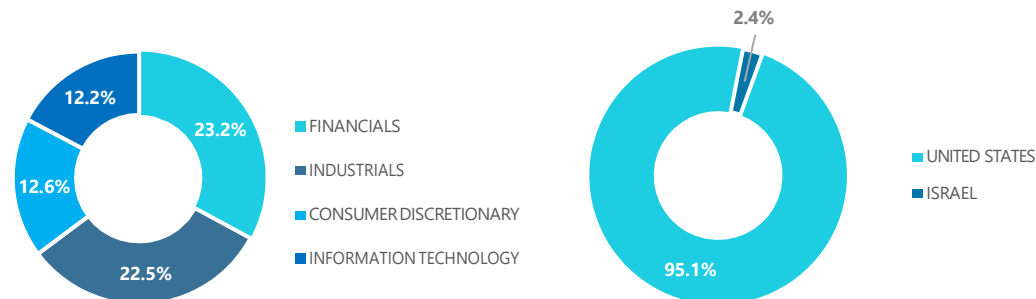 2.4%
12.2%
23.2%
12.6%
22.5%
FINANCIALS
INDUSTRIALS
CONSUMER DISCRETIONARY
INFORMATION TECHNOLOGY
95.1%
UNITED STATES
ISRAEL